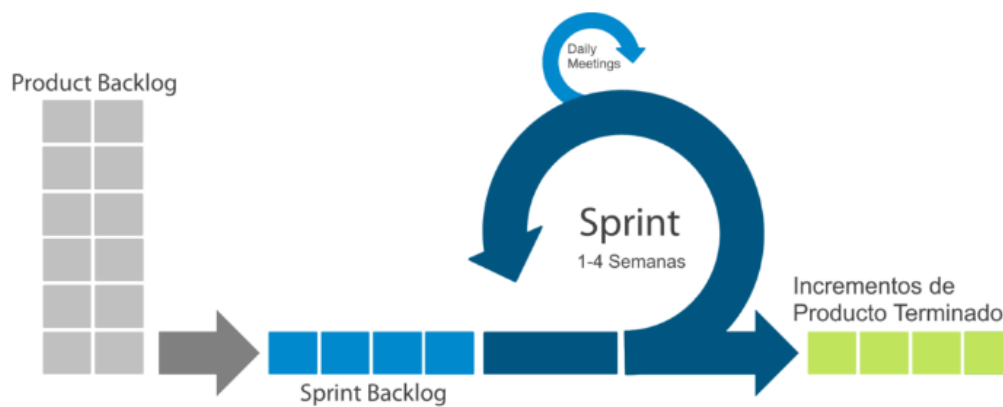 Daily
Meetings
Product Backlog
Sprint
1-4 Semanas
Incrementos de
Producto Terminado
Sprint Backlog